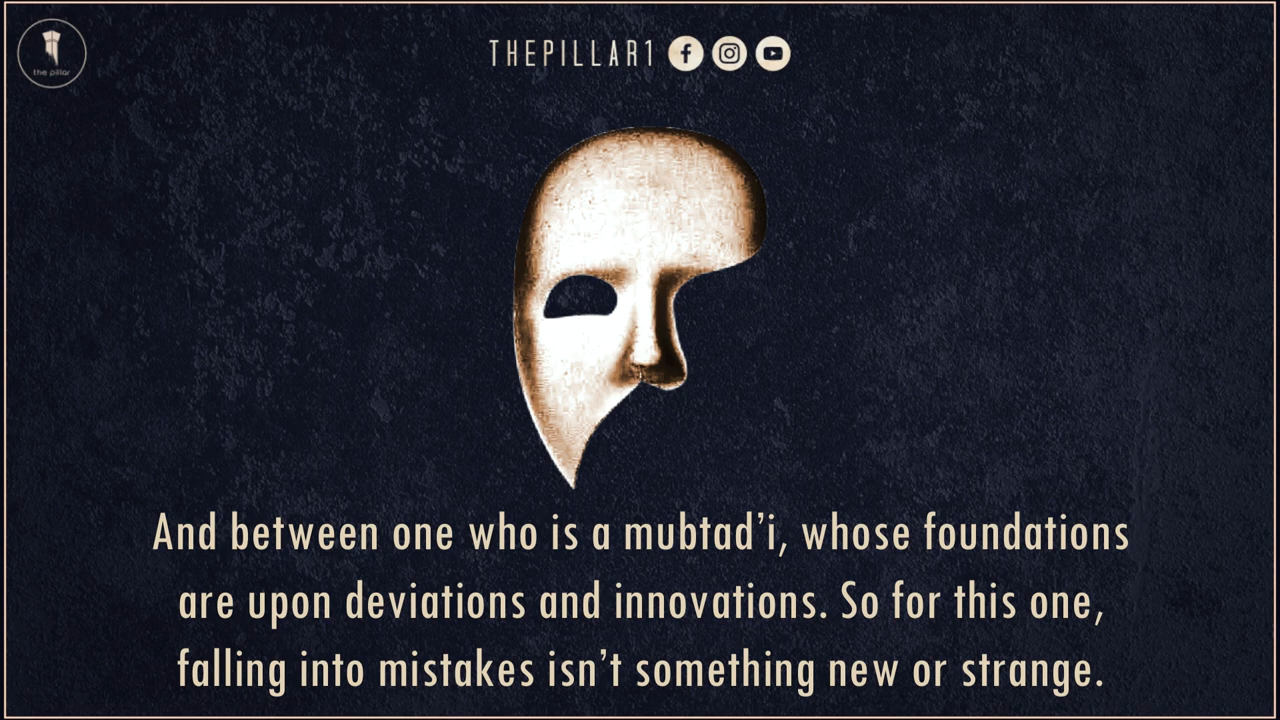 the pillar
THEPILLAR1
And between one who is a mubtad’i, whose foundations
are upon deviations and innovations. So for this one,
falling into mistakes isn’t something new or strange.